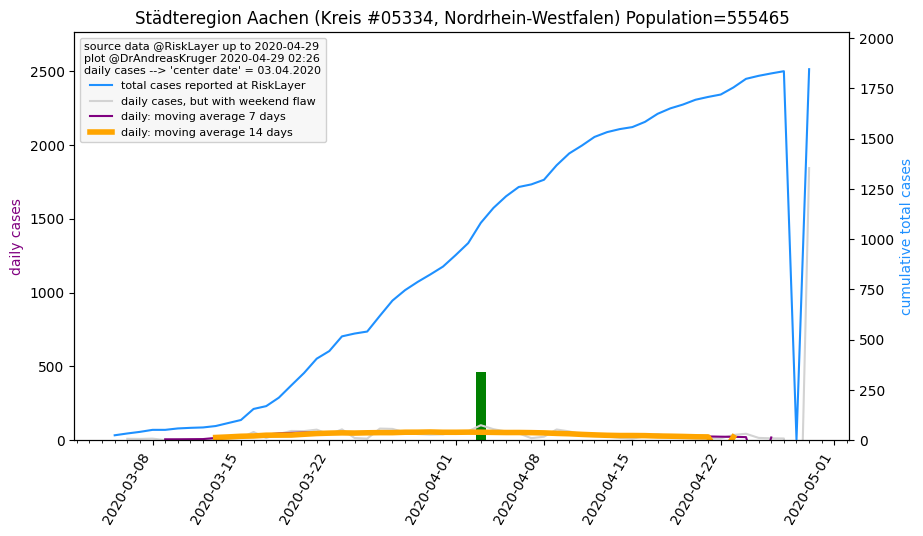 Städteregion Aachen (Kreis #05334, Nordrhein-Westfalen) Population=555465
source data @RiskLayer up to 2020-04-29
plot @DrAndreasKruger 2020-04-29 02:26
daily cases --> 'center date' = 03.04.2020
total cases reported at RiskLayer
daily cases, but with weekend flaw
daily: moving average 7 days
daily: moving average 14 days
daily cases
2500
2000
1500
1000
500
0
cumulative total cases
2000
1750
1500
1250
1000
750
500
250
0
2020-03-08
2020-03-15
2020-03-22
2020-04-01
2020-04-08
2020-04-15
2020-04-22
2020-05-01